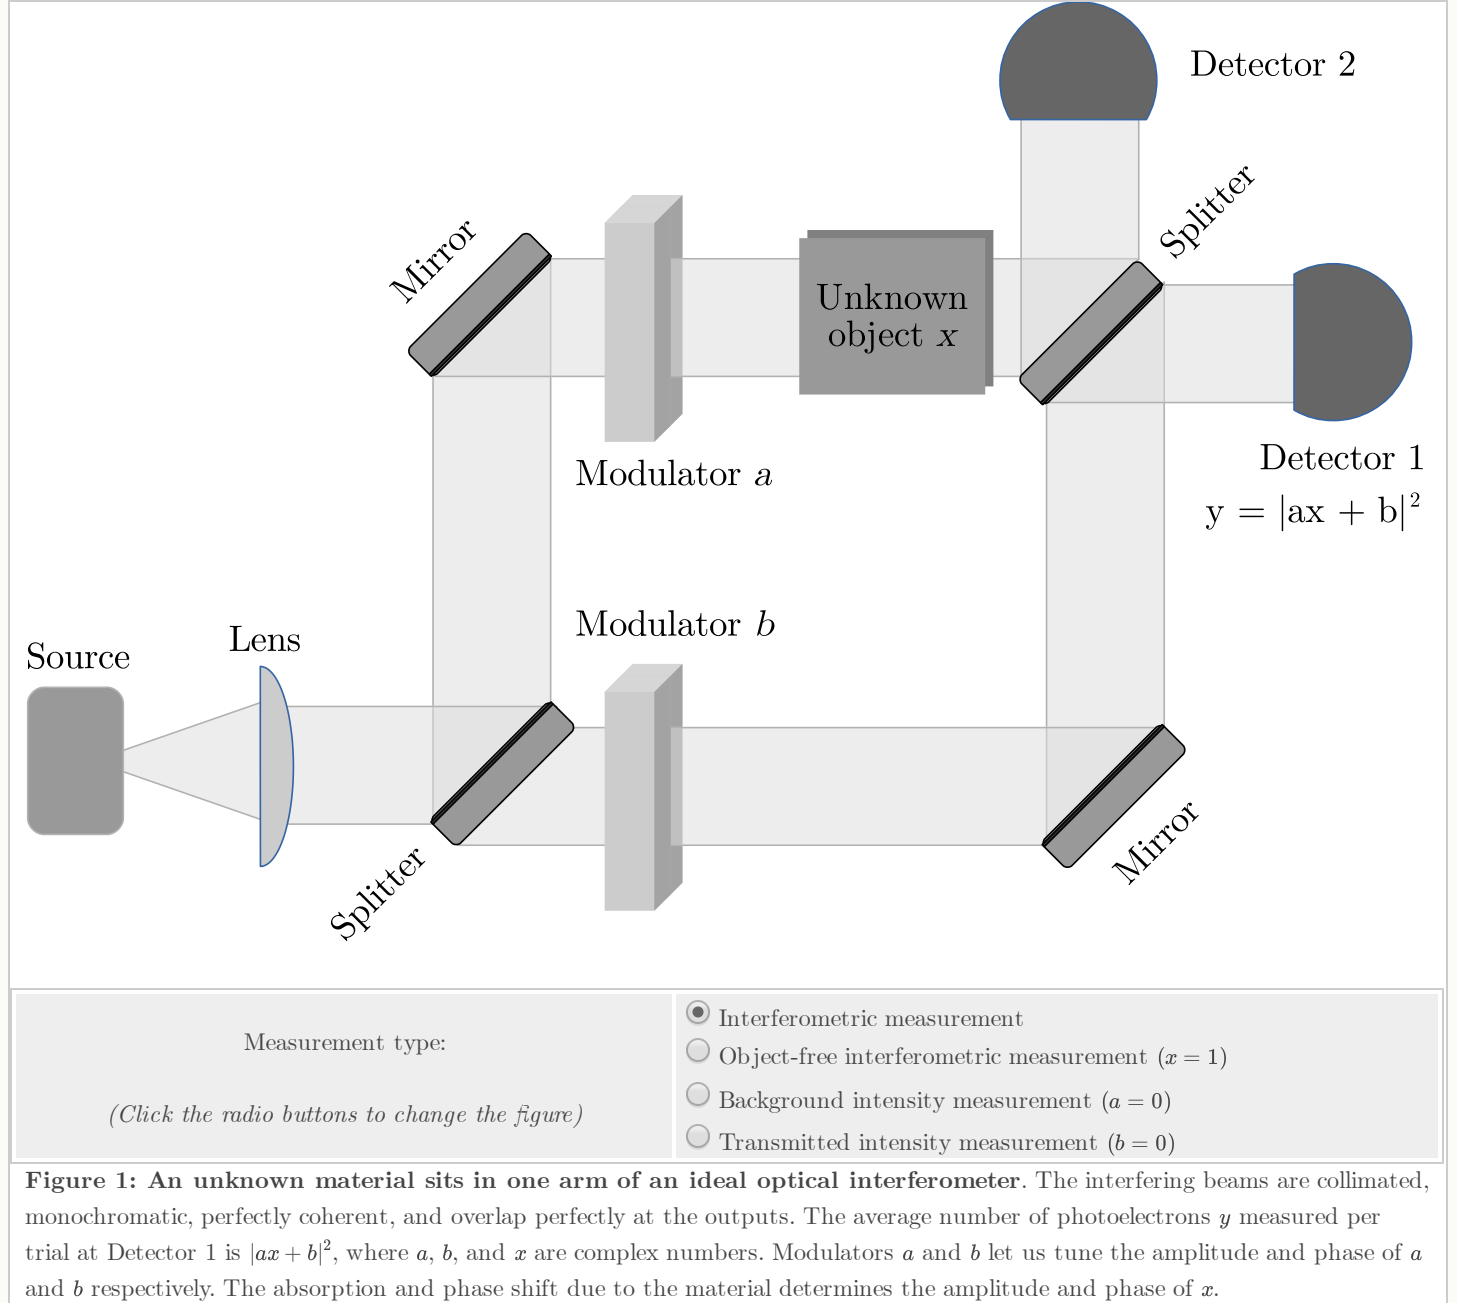 Detector 2
Splitter
Mirror
Unknown
object x
Modulator a
Detector 1
y = |ax + b|²
Modulator b
Lens
Source
Mirror
Splitter
Measurement type:
(Click the radio buttons to change the figure)
Interferometric measurement
Object-free interferometric measurement (x = 1)
Background intensity measurement (a = 0)
Transmitted intensity measurement (b = 0)
Figure 1: An unknown material sits in one arm of an ideal optical interferometer. The interfering beams are collimated,
monochromatic, perfectly coherent, and overlap perfectly at the outputs. The average number of photoelectrons y measured per
trial at Detector 1 is |ax + b|², where a, b, and x are complex numbers. Modulators a and b let us tune the amplitude and phase of a
and b respectively. The absorption and phase shift due to the material determines the amplitude and phase of x.